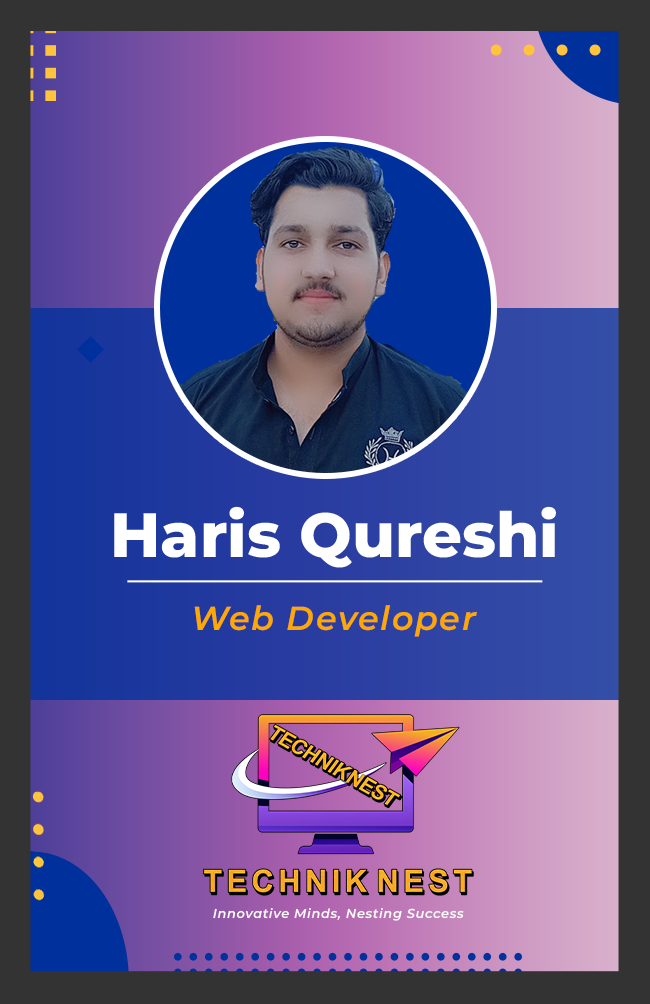 Haris Qureshi
Web Developer
TECHNIKNEST
TECHNIK NEST
Innovative Minds, Nesting Success